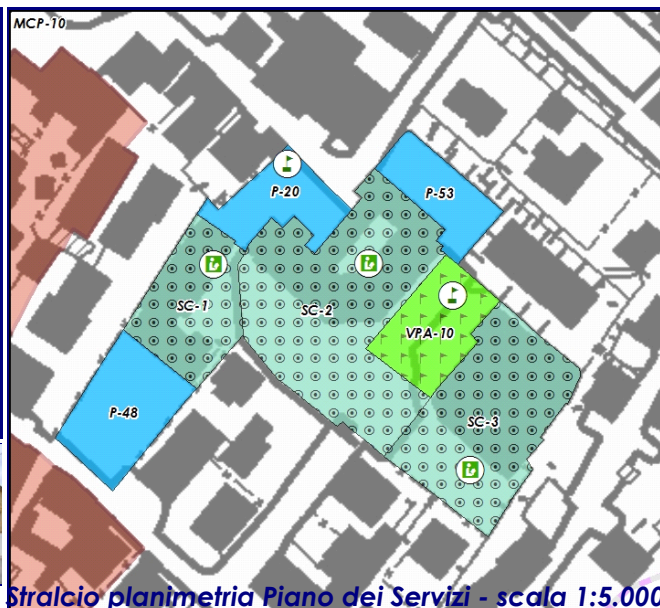 MCP-10
P-20
P-53
SC-1
SC-2
VPA-10
P-48
SC-3
Stralcio planimetria Piano dei Servizi - scala 1:5.000